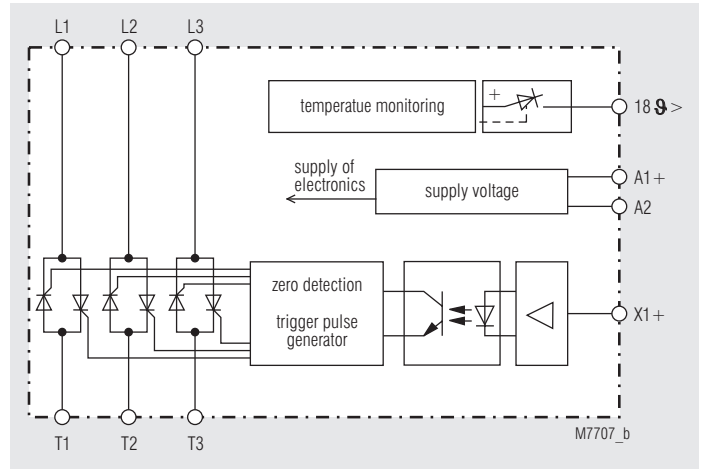 L1 L2 L3
temperatue monitoring
+
18 ϑ >
supply of
electronics
supply voltage
A1+
A2
zero detection
trigger pulse
generator
X1+
T1 T2 T3
M7707_b